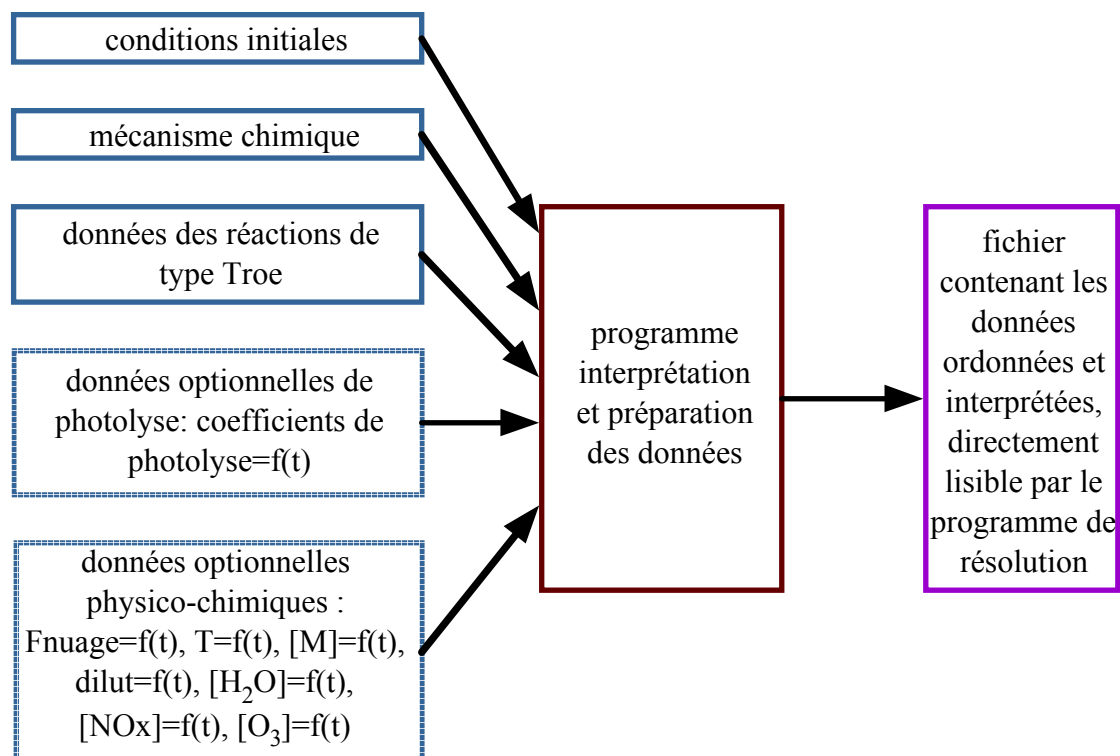 conditions initiales
mécanisme chimique
données des réactions de
type Troe
données optionnelles de
photolyse: coefficients de
photolyse=f(t)
données optionnelles
physico-chimiques :
Fnuage=f(t), T=f(t), [M]=f(t),
dilut=f(t), [H₂O]=f(t),
[NOx]=f(t), [O₃]=f(t)
programme
interprétation
et préparation
des données
fichier
contenant les
données
ordonnées et
interprétées,
directement
lisible par le
programme de
résolution